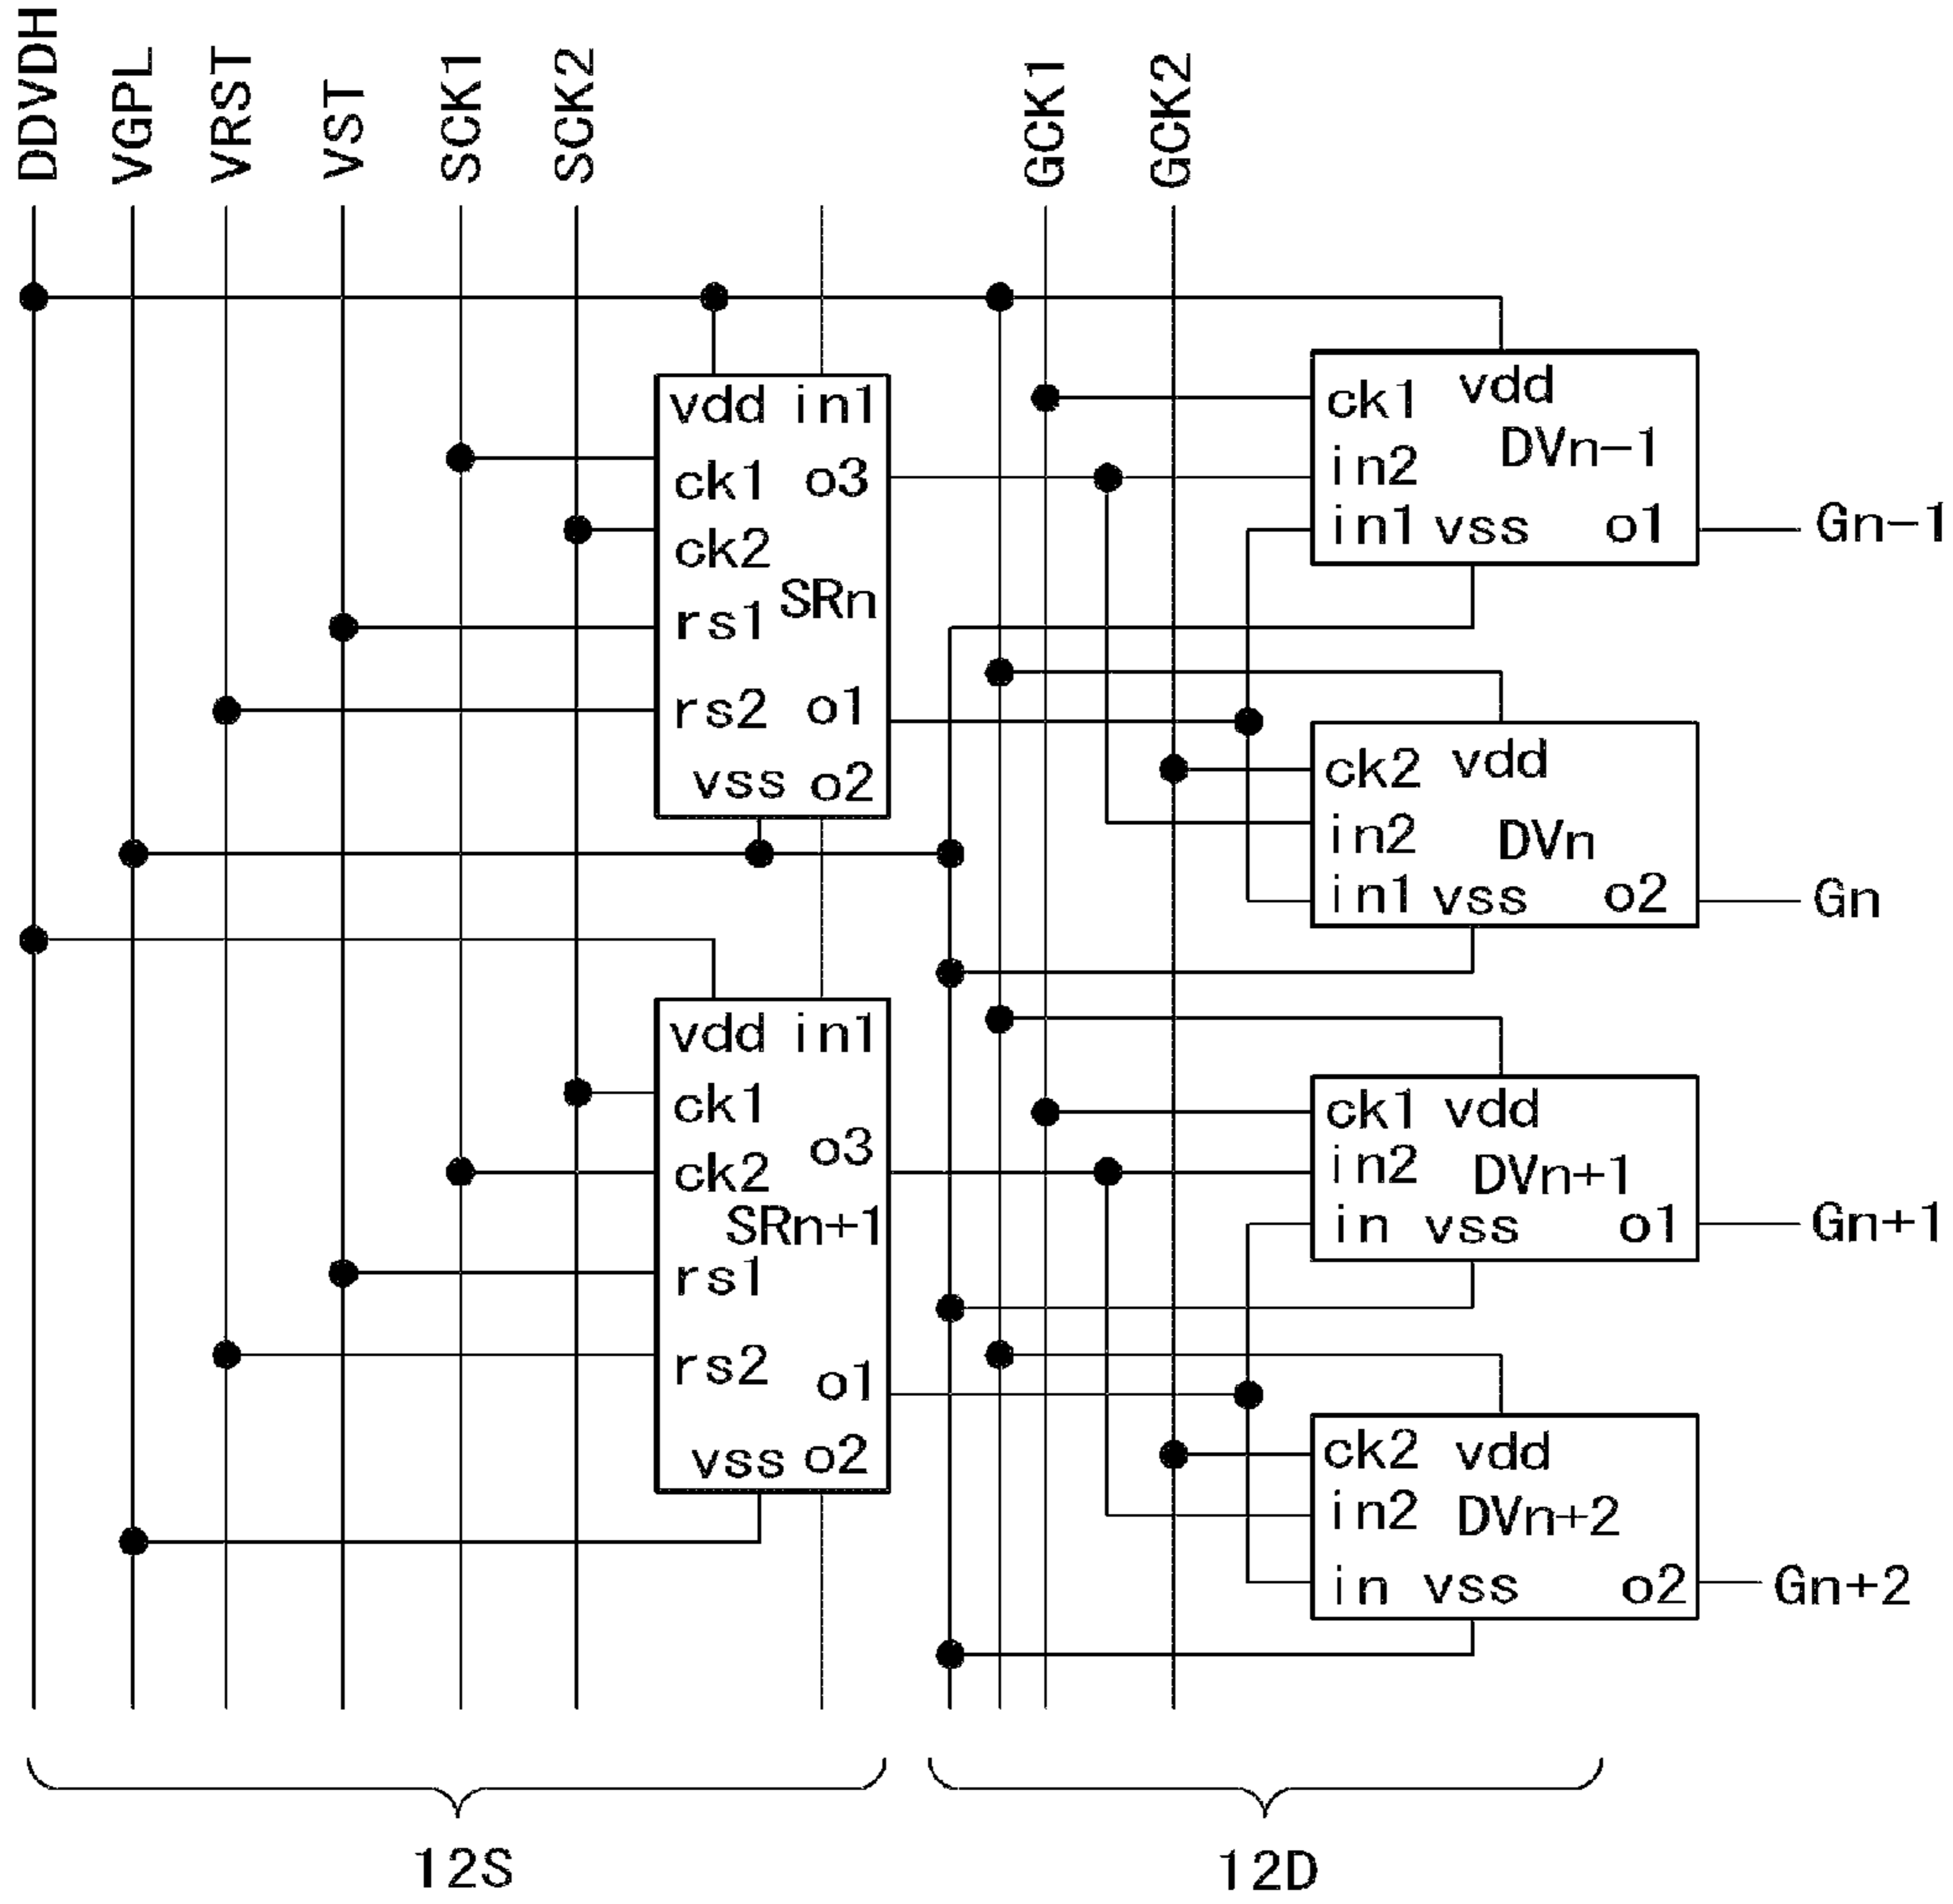 DDVDH
VGPL
VRST
VST
SCK1
SCK2
GCK1
GCK2
vdd in1
ck1 o3
ck2
SRn
rs1
rs2 o1
vss o2
ck1 vdd
DVn-1
in2
in1 vss o1
Gn-1
ck2 vdd
in2 DVn
in1 vss o2
Gn
vdd in1
ck1
o3
ck2
SRn+1
rs1
rs2
o1
vss o2
ck1 vdd
in2 DVn+1
in vss o1
Gn+1
ck2 vdd
in2 DVn+2
in vss o2
Gn+2
12S
12D